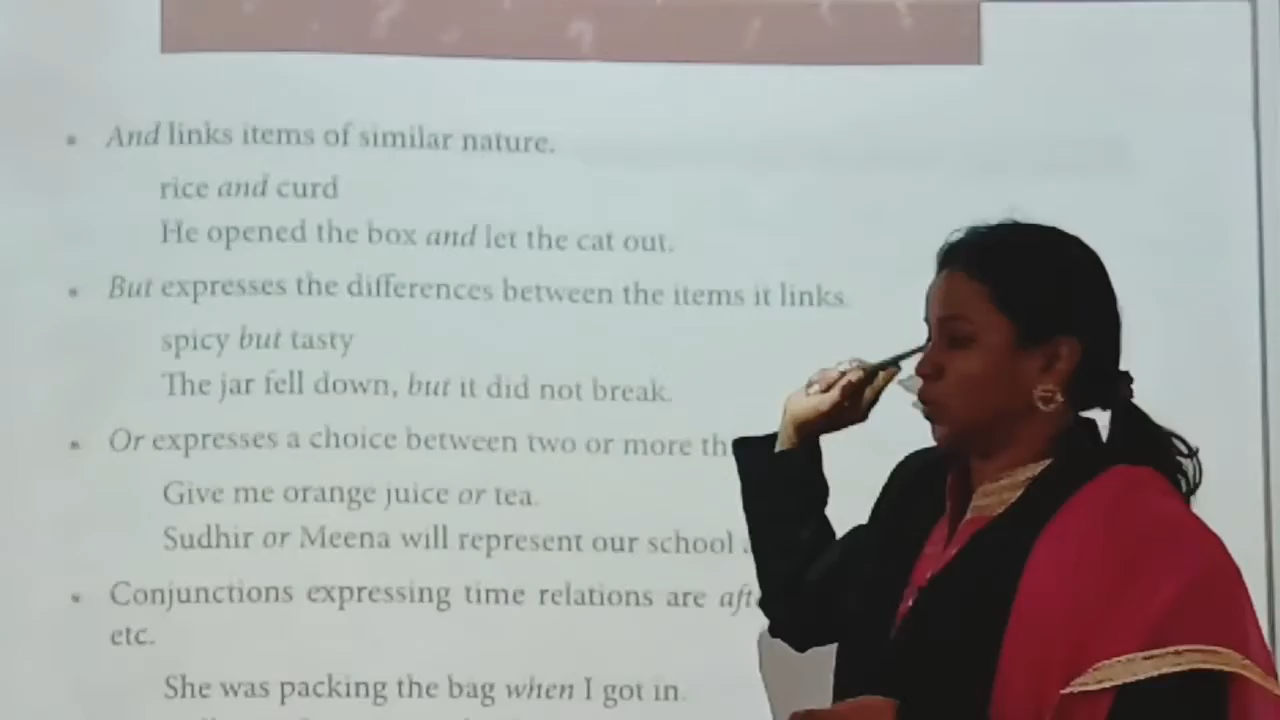 And links items of similar nature.
rice and curd
He opened the box and let the cat out.
But expresses the differences between the items it links.
spicy but tasty
The jar fell down, but it did not break.
Or expresses a choice between two or more
Give me orange juice or tea.
Sudhir or Meena will represent our school
Conjunctions expressing time relations are
etc.
She was packing the bag when I got in.